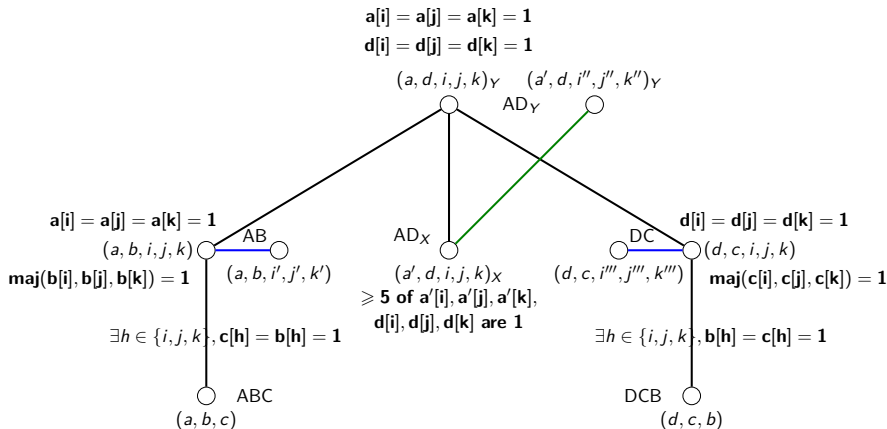 a[i] = a[j] = a[k] = 1
d[i] = d[j] = d[k] = 1
(a, d, i, j, k)_Y (a′, d, i″, j″, k″)_Y
AD_Y
a[i] = a[j] = a[k] = 1
d[i] = d[j] = d[k] = 1
AB
AD_X
DC
(a, b, i, j, k)
(d, c, i, j, k)
maj(b[i], b[j], b[k]) = 1
(a, b, i′, j′, k′)
(a′, d, i, j, k)_X
(d, c, i‴, j‴, k‴)
maj(c[i], c[j], c[k]) = 1
⩾ 5 of a′[i], a′[j], a′[k],
d[i], d[j], d[k] are 1
∃h ∈ {i, j, k}, c[h] = b[h] = 1
∃h ∈ {i, j, k}, b[h] = c[h] = 1
ABC
DCB
(a, b, c)
(d, c, b)